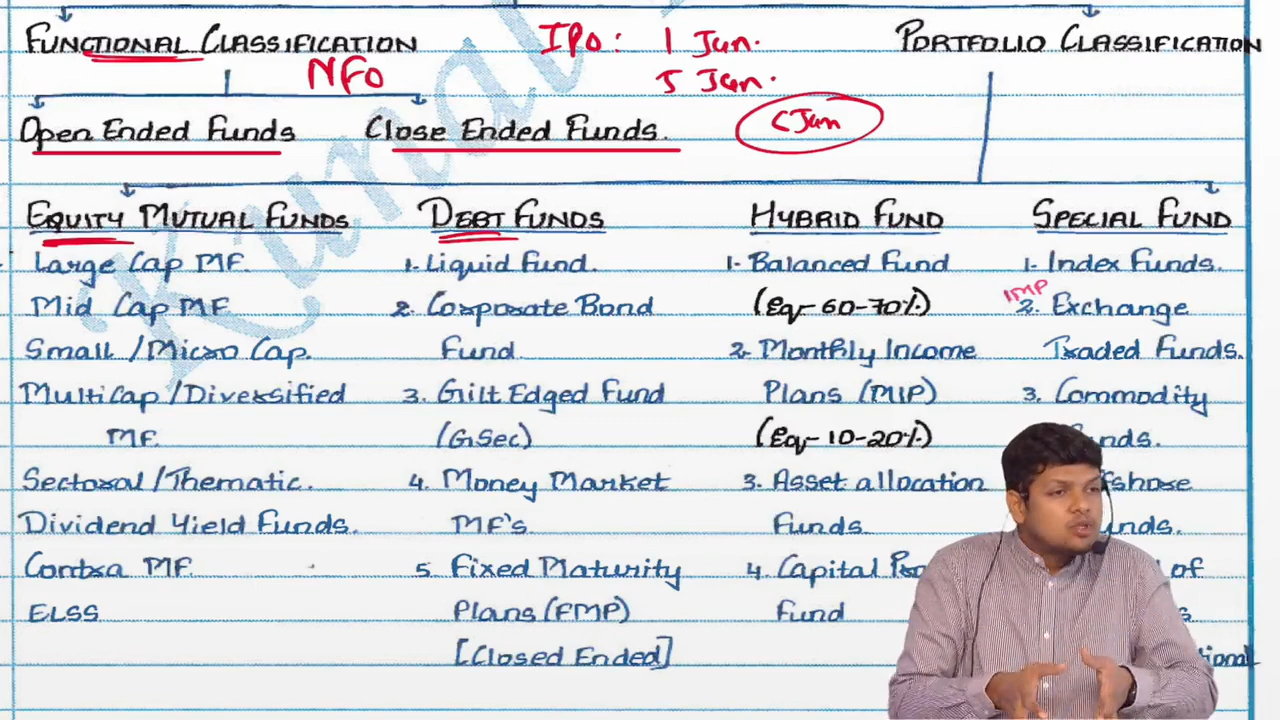 FUNCTIONAL CLASSIFICATION
IPO: 1 Jan.
PORTFOLIO CLASSIFICATION
NFO
5 Jan.
Open Ended Funds
Close Ended Funds.
Jan
EQUITY MUTUAL FUNDS
Large Cap MF.
Mid Cap MF
Small / Micro Cap.
Multi Cap / Diversified
MF.
Sectoral / Thematic.
Dividend Yield Funds.
Contra MF.
ELSS
DEBT FUNDS
1. Liquid Fund.
2. Corporate Bond
Fund.
3. Gilt Edged Fund
(GSec)
4. Money Market
MF's.
5. Fixed Maturity
Plans (FMP)
[Closed Ended]
HYBRID FUND
1. Balanced Fund
(Eq- 60-70%)
2. Monthly Income
Plans (MIP)
(Eq- 10-20%)
3. Asset allocation
Funds.
4. Capital
Fund
SPECIAL FUND
1. Index Funds.
IMP
2. Exchange
Traded Funds.
3. Commodity
of
Kunal